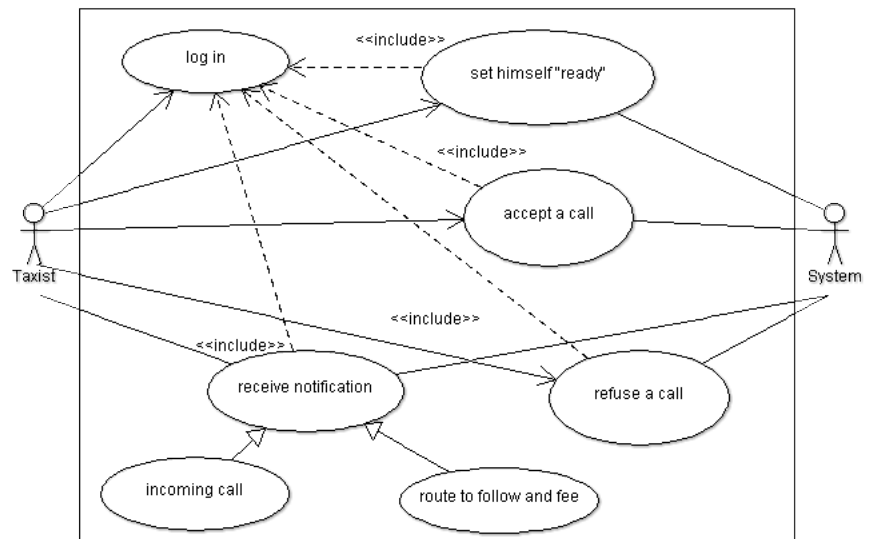 <<include>>
log in
set himself "ready"
<<include>>
accept a call
Taxist
System
<<include>>
<<include>>
receive notification
refuse a call
incoming call
route to follow and fee